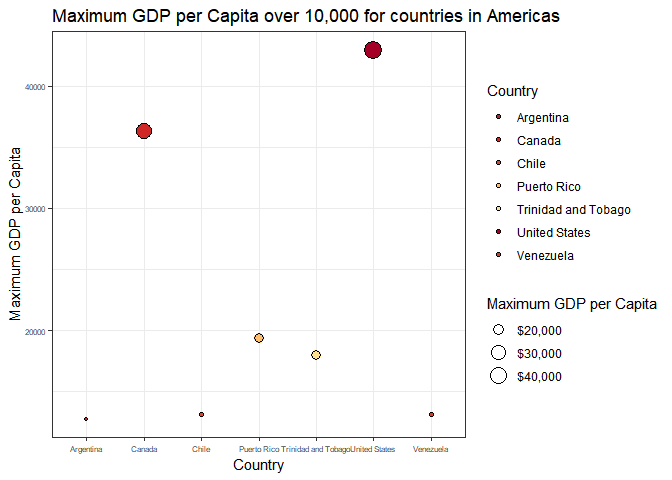 Maximum GDP per Capita over 10,000 for countries in Americas
Maximum GDP per Capita
40000
30000
20000
Argentina Canada Chile Puerto Rico Trinidad and Tobago United States Venezuela
Country
Country
Argentina
Canada
Chile
Puerto Rico
Trinidad and Tobago
United States
Venezuela
Maximum GDP per Capita
$20,000
$30,000
$40,000